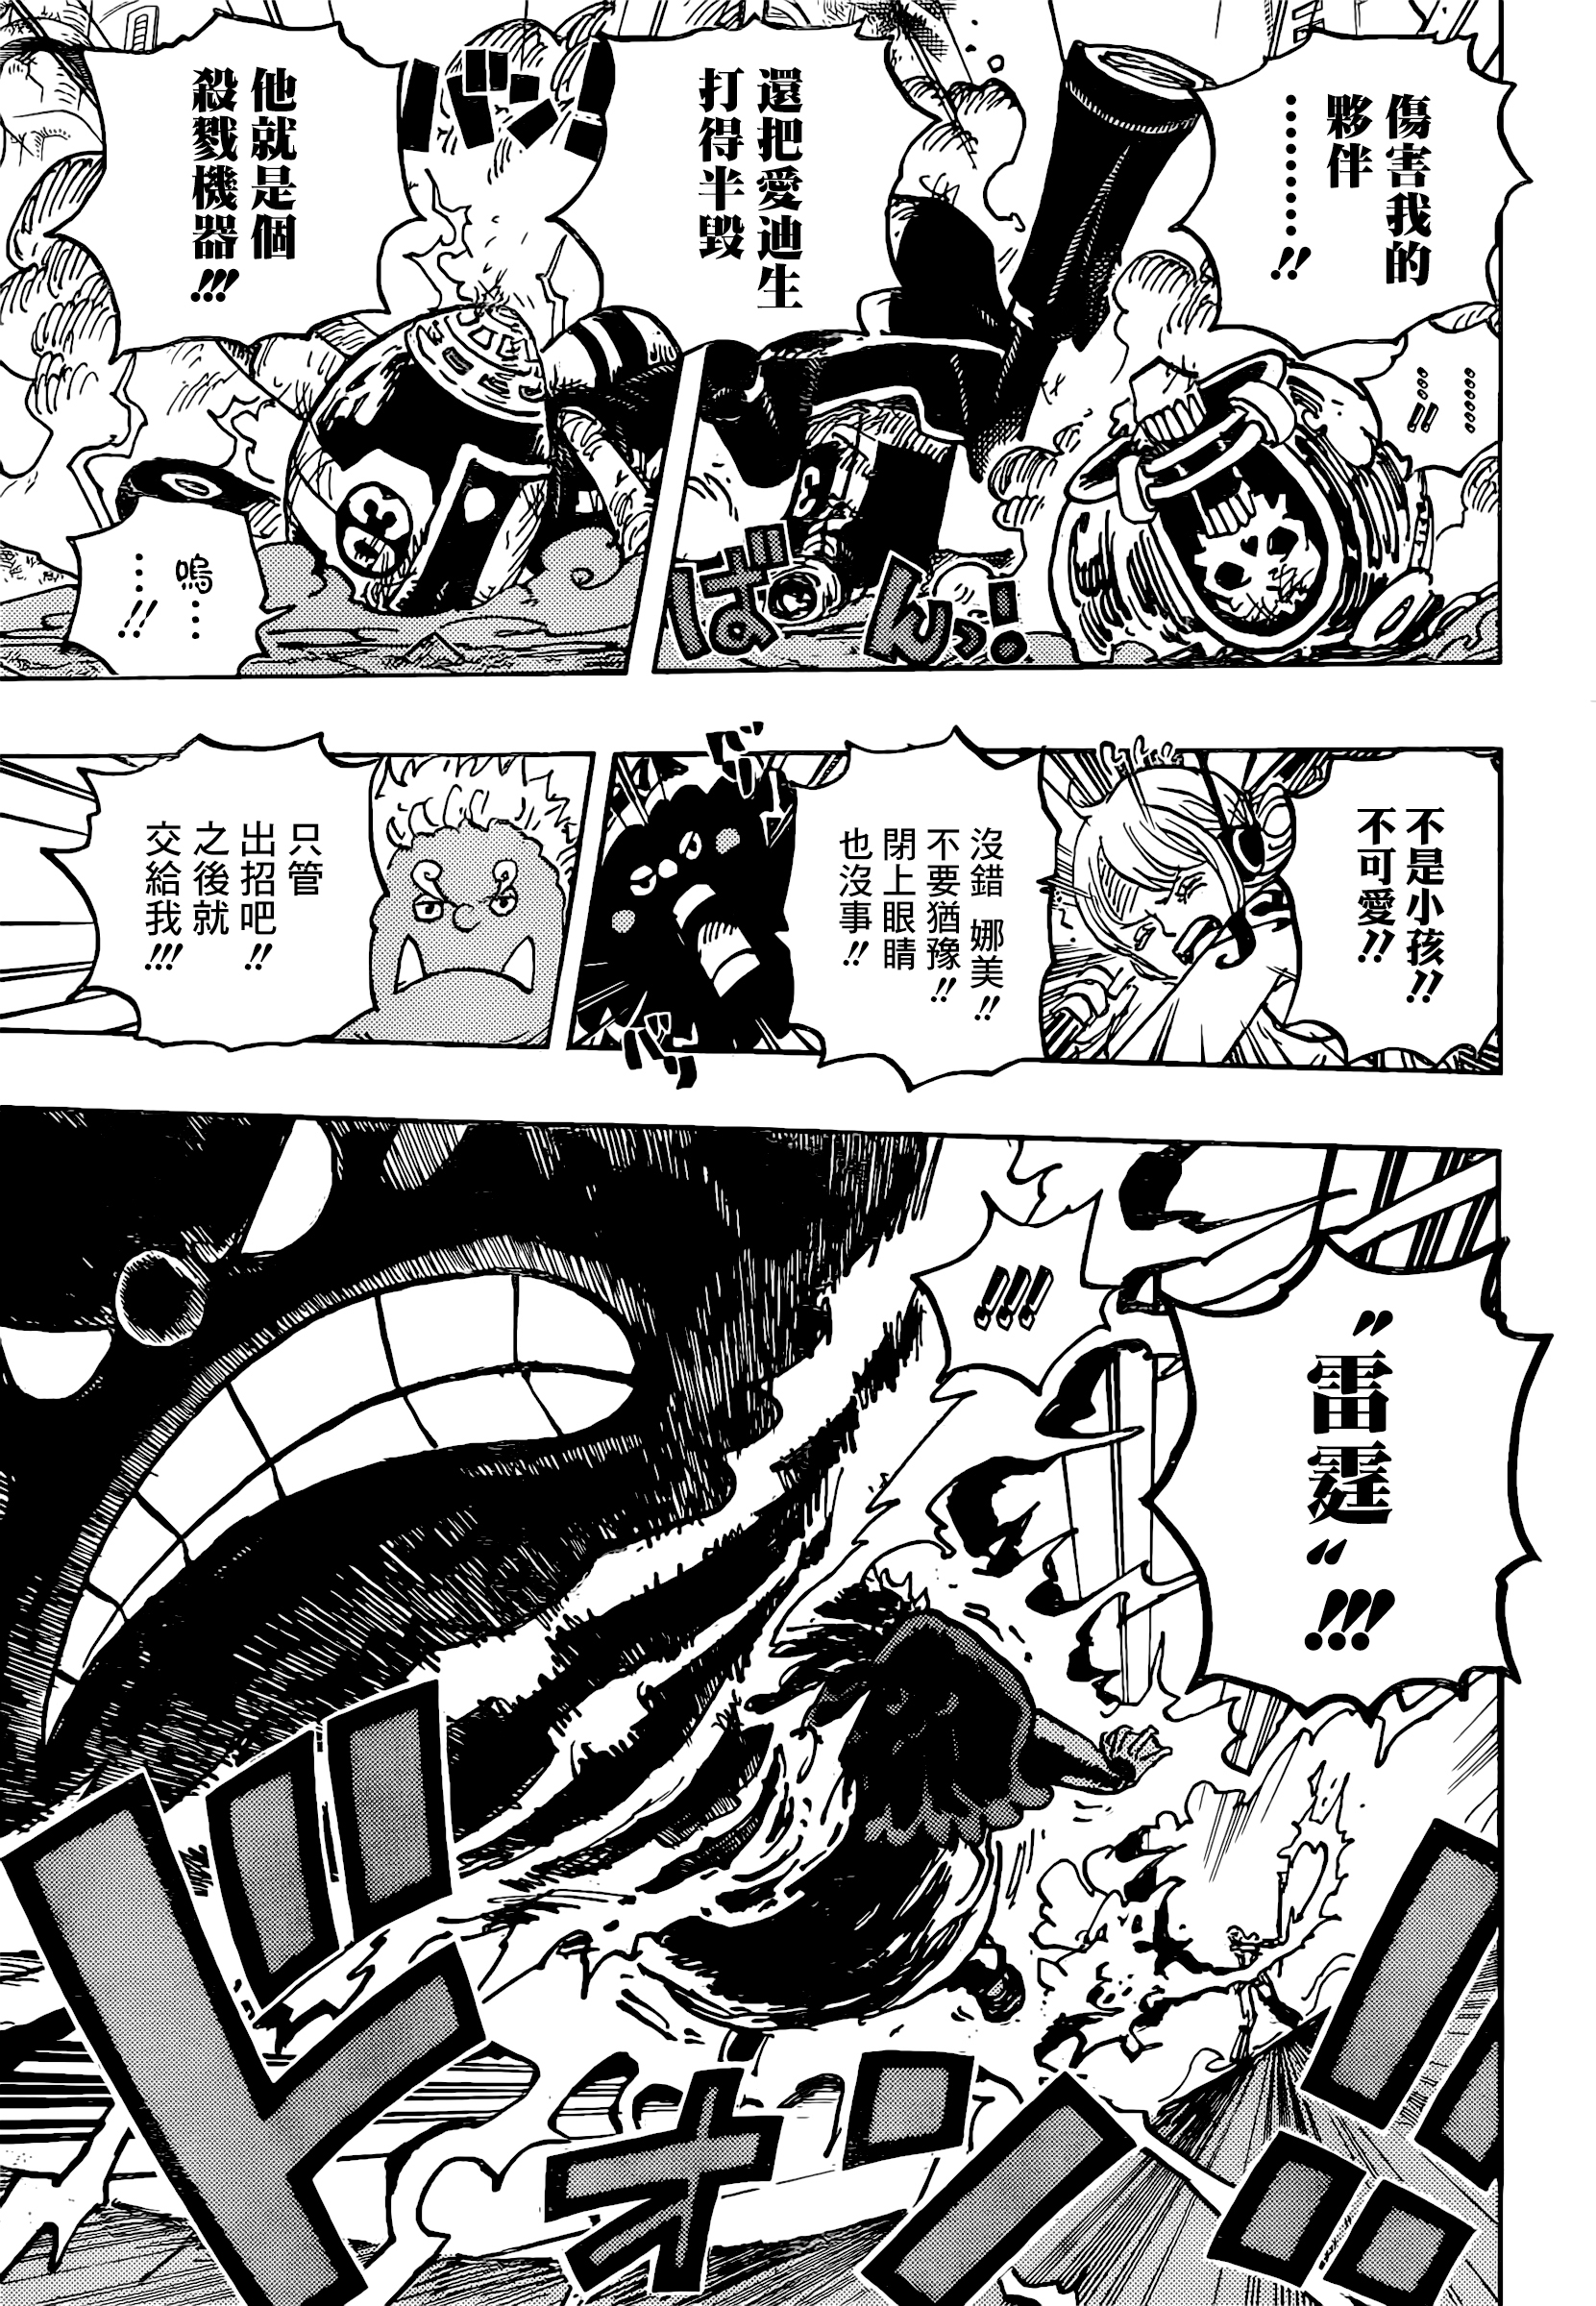 傷害我的
夥伴
…………!!
………
……!!
ばんっ!
還把愛迪生
打得半毀
ドドン!
他就是個
殺戮機器!!!
嗚…
…!!
不是小孩!!
不可愛!!
沒錯 娜美!!
不要猶豫!!
閉上眼睛
也沒事!!
只管
出招吧!!
之後就
交給我!!!
"雷霆"!!!
!!!
ドオン